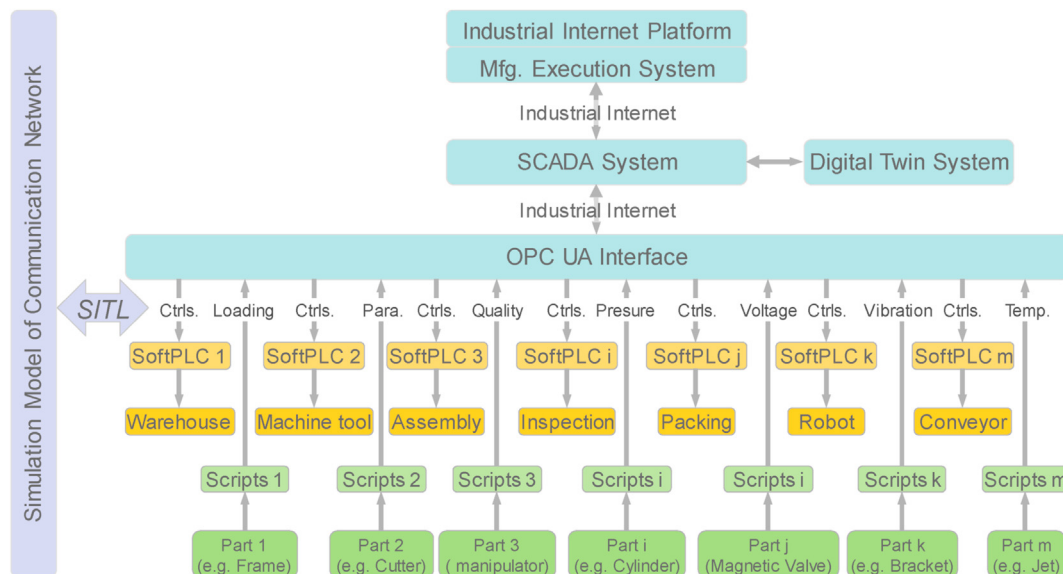 Simulation Model of Communication Network
Industrial Internet Platform
Mfg. Execution System
Industrial Internet
SCADA System
Digital Twin System
Industrial Internet
OPC UA Interface
SITL
Ctrls. Loading Ctrls. Para. Ctrls. Quality Ctrls. Presure Ctrls. Voltage Ctrls. Vibration Ctrls. Temp.
SoftPLC 1 SoftPLC 2 SoftPLC 3 SoftPLC i SoftPLC j SoftPLC k SoftPLC m
Warehouse Machine tool Assembly Inspection Packing Robot Conveyor
Scripts 1 Scripts 2 Scripts 3 Scripts i Scripts i Scripts k Scripts m
Part 1 Part 2 Part 3 Part i Part j Part k Part m
(e.g. Frame) (e.g. Cutter) ( manipulator) (e.g. Cylinder) (Magnetic Valve) (e.g. Bracket) (e.g. Jet)